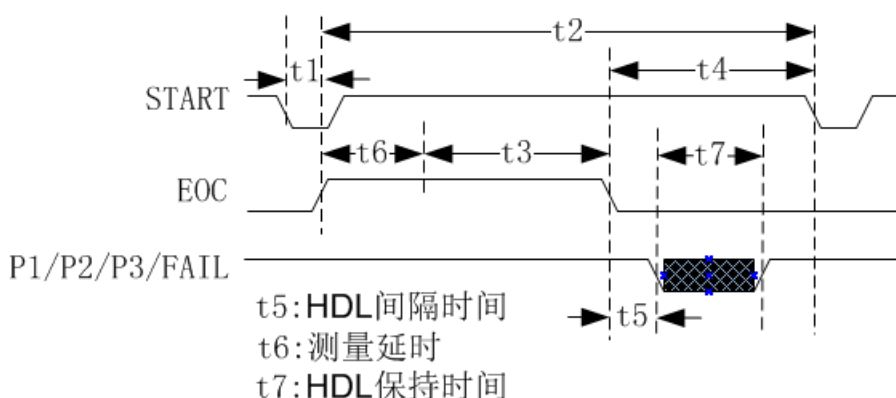 t2
t1
t4
START
t6
t3
t7
EOC
P1/P2/P3/FAIL
t5:HDL间隔时间
t5
t6:测量延时
t7:HDL保持时间